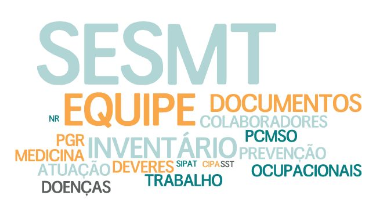 SESMT
NR EQUIPE DOCUMENTOS
COLABORADORES
PGR INVENTÁRIO PCMSO
MEDICINA PREVENÇÃO
ATUAÇÃO DEVERES SIPAT CIPA SST OCUPACIONAIS
DOENÇAS TRABALHO